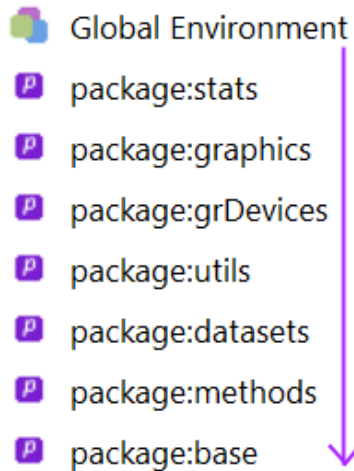 Global Environment
package:stats
package:graphics
package:grDevices
package:utils
package:datasets
package:methods
package:base